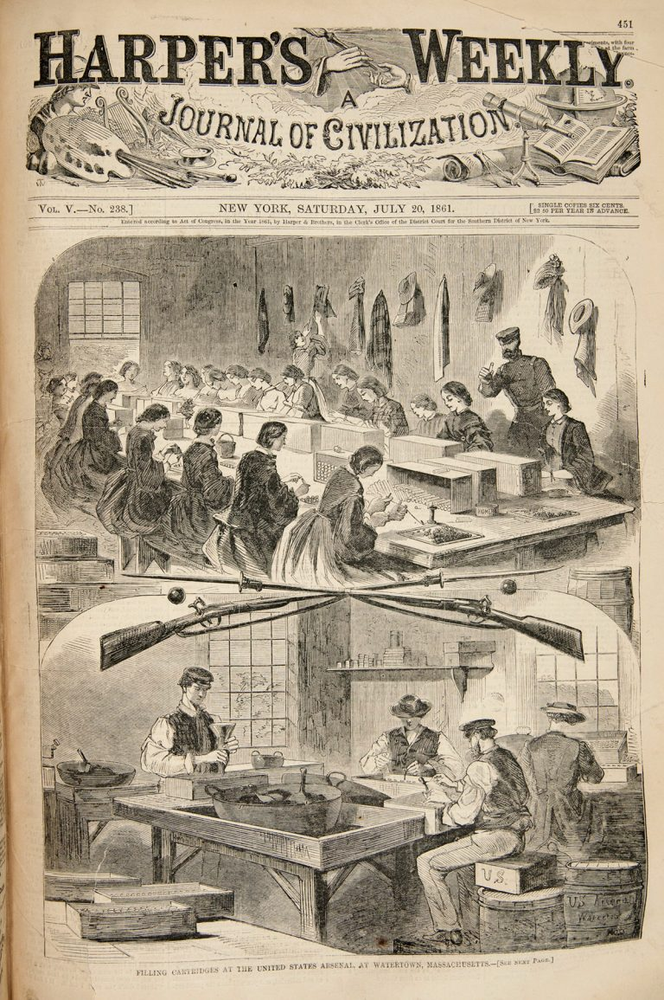 451
HARPER'S WEEKLY.
A
JOURNAL OF CIVILIZATION
VOL. V.—No. 238.]
NEW YORK, SATURDAY, JULY 20, 1861.
[SINGLE COPIES SIX CENTS.
$2 50 PER YEAR IN ADVANCE.
Entered according to Act of Congress, in the Year 1861, by Harper & Brothers, in the Clerk's Office of the District Court for the Southern District of New York.
U.S.
US Arsenal
FILLING CARTRIDGES AT THE UNITED STATES ARSENAL, AT WATERTOWN, MASSACHUSETTS.—[SEE NEXT PAGE.]